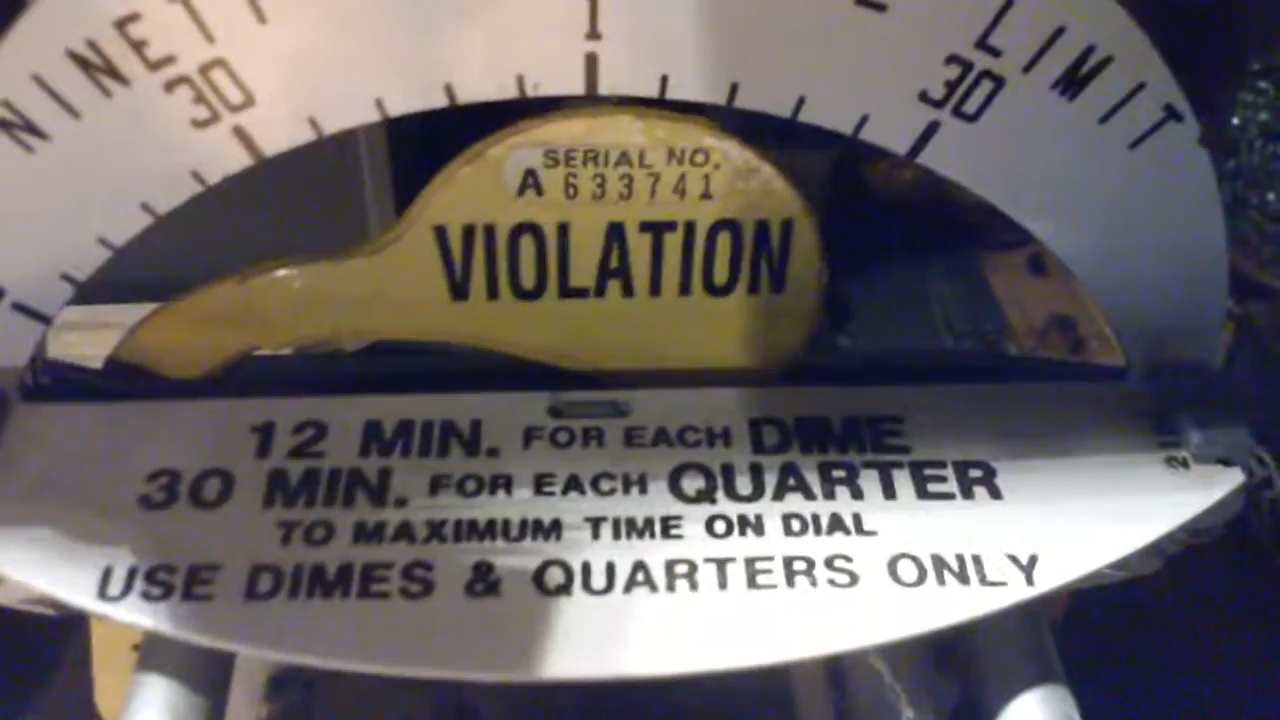 LIMIT
30
1
30
SERIAL NO.
A 633741
VIOLATION
12 MIN. FOR EACH DIME
30 MIN. FOR EACH QUARTER
TO MAXIMUM TIME ON DIAL
USE DIMES & QUARTERS ONLY